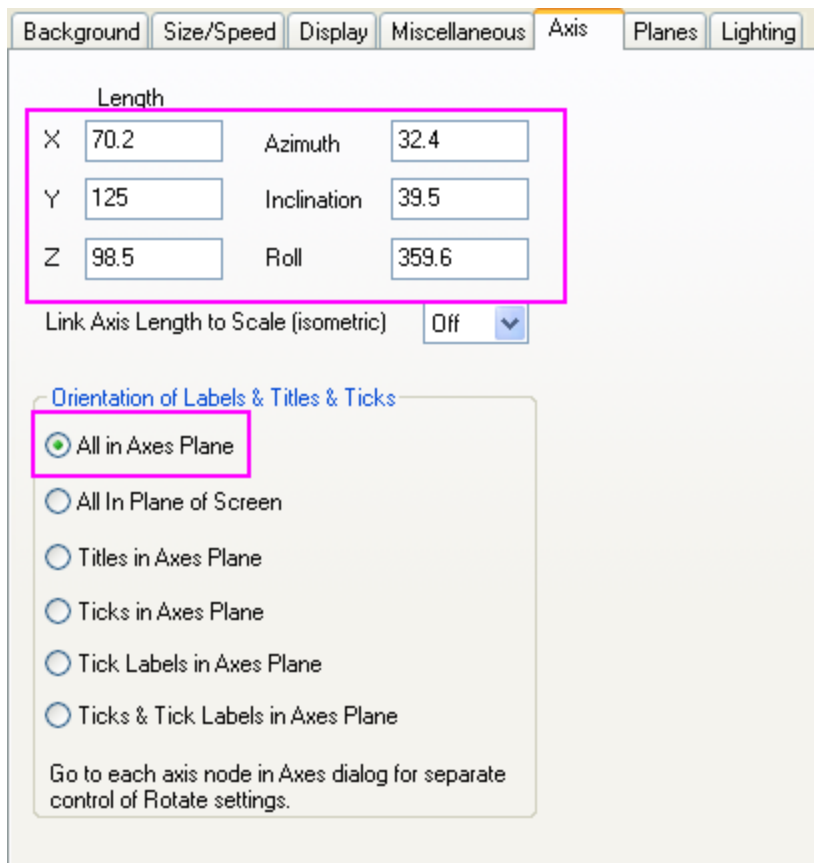 Background Size/Speed Display Miscellaneous Axis Planes Lighting
Length
X 70.2 Azimuth 32.4
Y 125 Inclination 39.5
Z 98.5 Roll 359.6
Link Axis Length to Scale (isometric) Off
Orientation of Labels & Titles & Ticks
All in Axes Plane
All In Plane of Screen
Titles in Axes Plane
Ticks in Axes Plane
Tick Labels in Axes Plane
Ticks & Tick Labels in Axes Plane
Go to each axis node in Axes dialog for separate
control of Rotate settings.